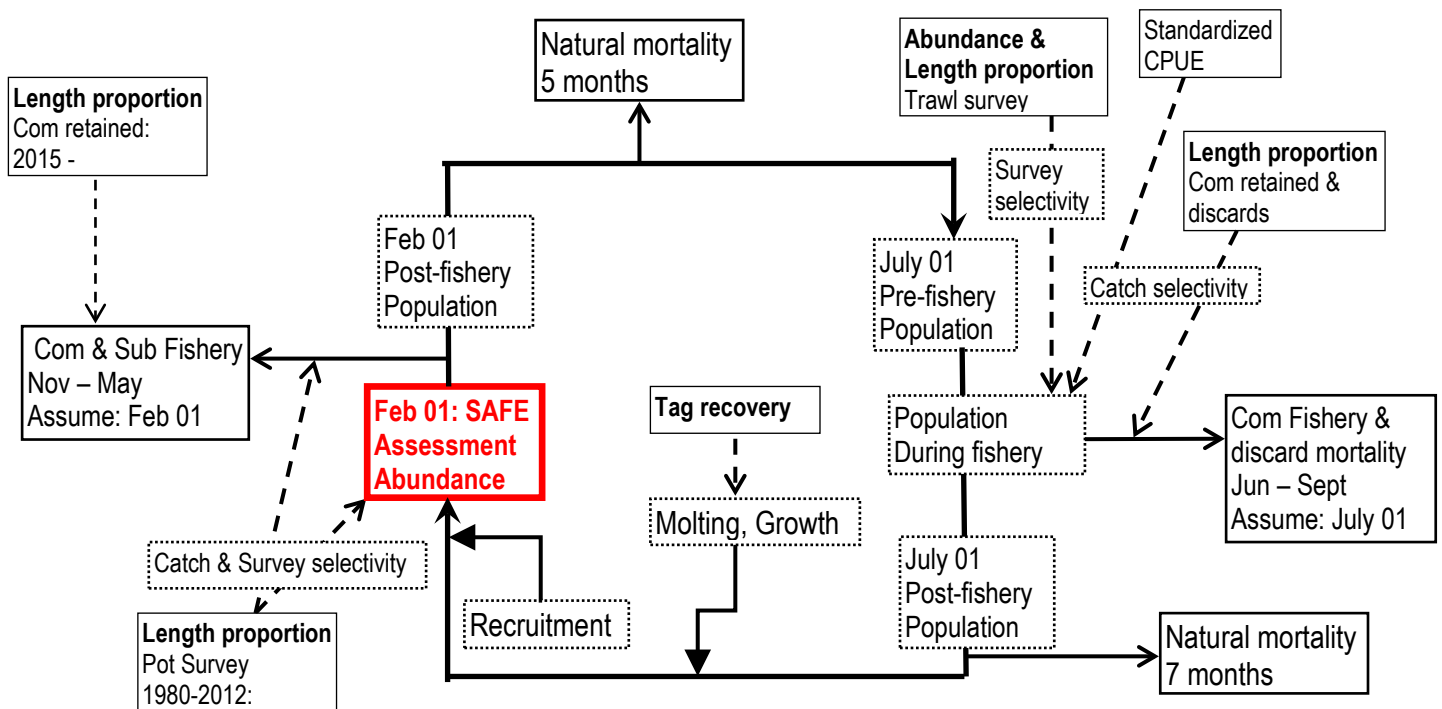 Natural mortality
5 months
Abundance &
Length proportion
Trawl survey
Standardized
CPUE
Length proportion
Com retained:
2015 -
Length proportion
Com retained &
discards
Survey
selectivity
Feb 01
Post-fishery
Population
July 01
Pre-fishery
Population
Catch selectivity
Com & Sub Fishery
Nov – May
Assume: Feb 01
Feb 01: SAFE
Assessment
Abundance
Tag recovery
Population
During fishery
Com Fishery &
discard mortality
Jun – Sept
Assume: July 01
Molting, Growth
Catch & Survey selectivity
July 01
Post-fishery
Population
Recruitment
Length proportion
Pot Survey
1980-2012:
Natural mortality
7 months